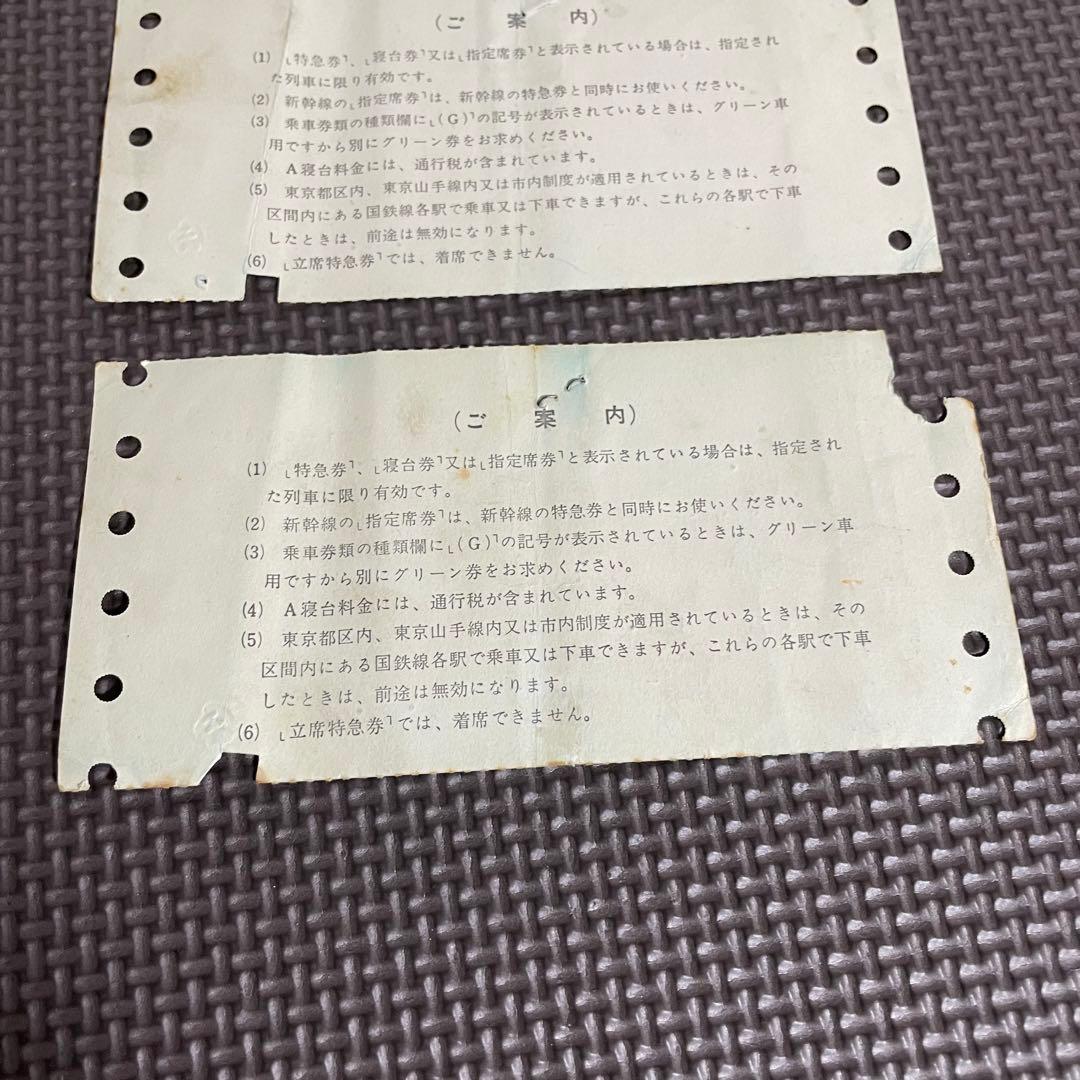 (ご案内)
(1) ｢特急券｣、｢寝台券｣又は｢指定席券｣と表示されている場合は、指定され
た列車に限り有効です。
(2) 新幹線の｢指定席券｣は、新幹線の特急券と同時にお使いください。
(3) 乗車券類の種類欄に｢(G)｣の記号が表示されているときは、グリーン車
用ですから別にグリーン券をお求めください。
(4) A寝台料金には、通行税が含まれています。
(5) 東京都区内、東京山手線内又は市内制度が適用されているときは、その
区間内にある国鉄線各駅で乗車又は下車できますが、これらの各駅で下車
したときは、前途は無効になります。
(6) ｢立席特急券｣では、着席できません。
(ご案内)
(1) ｢特急券｣、｢寝台券｣又は｢指定席券｣と表示されている場合は、指定され
た列車に限り有効です。
(2) 新幹線の｢指定席券｣は、新幹線の特急券と同時にお使いください。
(3) 乗車券類の種類欄に｢(G)｣の記号が表示されているときは、グリーン車
用ですから別にグリーン券をお求めください。
(4) A寝台料金には、通行税が含まれています。
(5) 東京都区内、東京山手線内又は市内制度が適用されているときは、その
区間内にある国鉄線各駅で乗車又は下車できますが、これらの各駅で下車
したときは、前途は無効になります。
(6) ｢立席特急券｣では、着席できません。